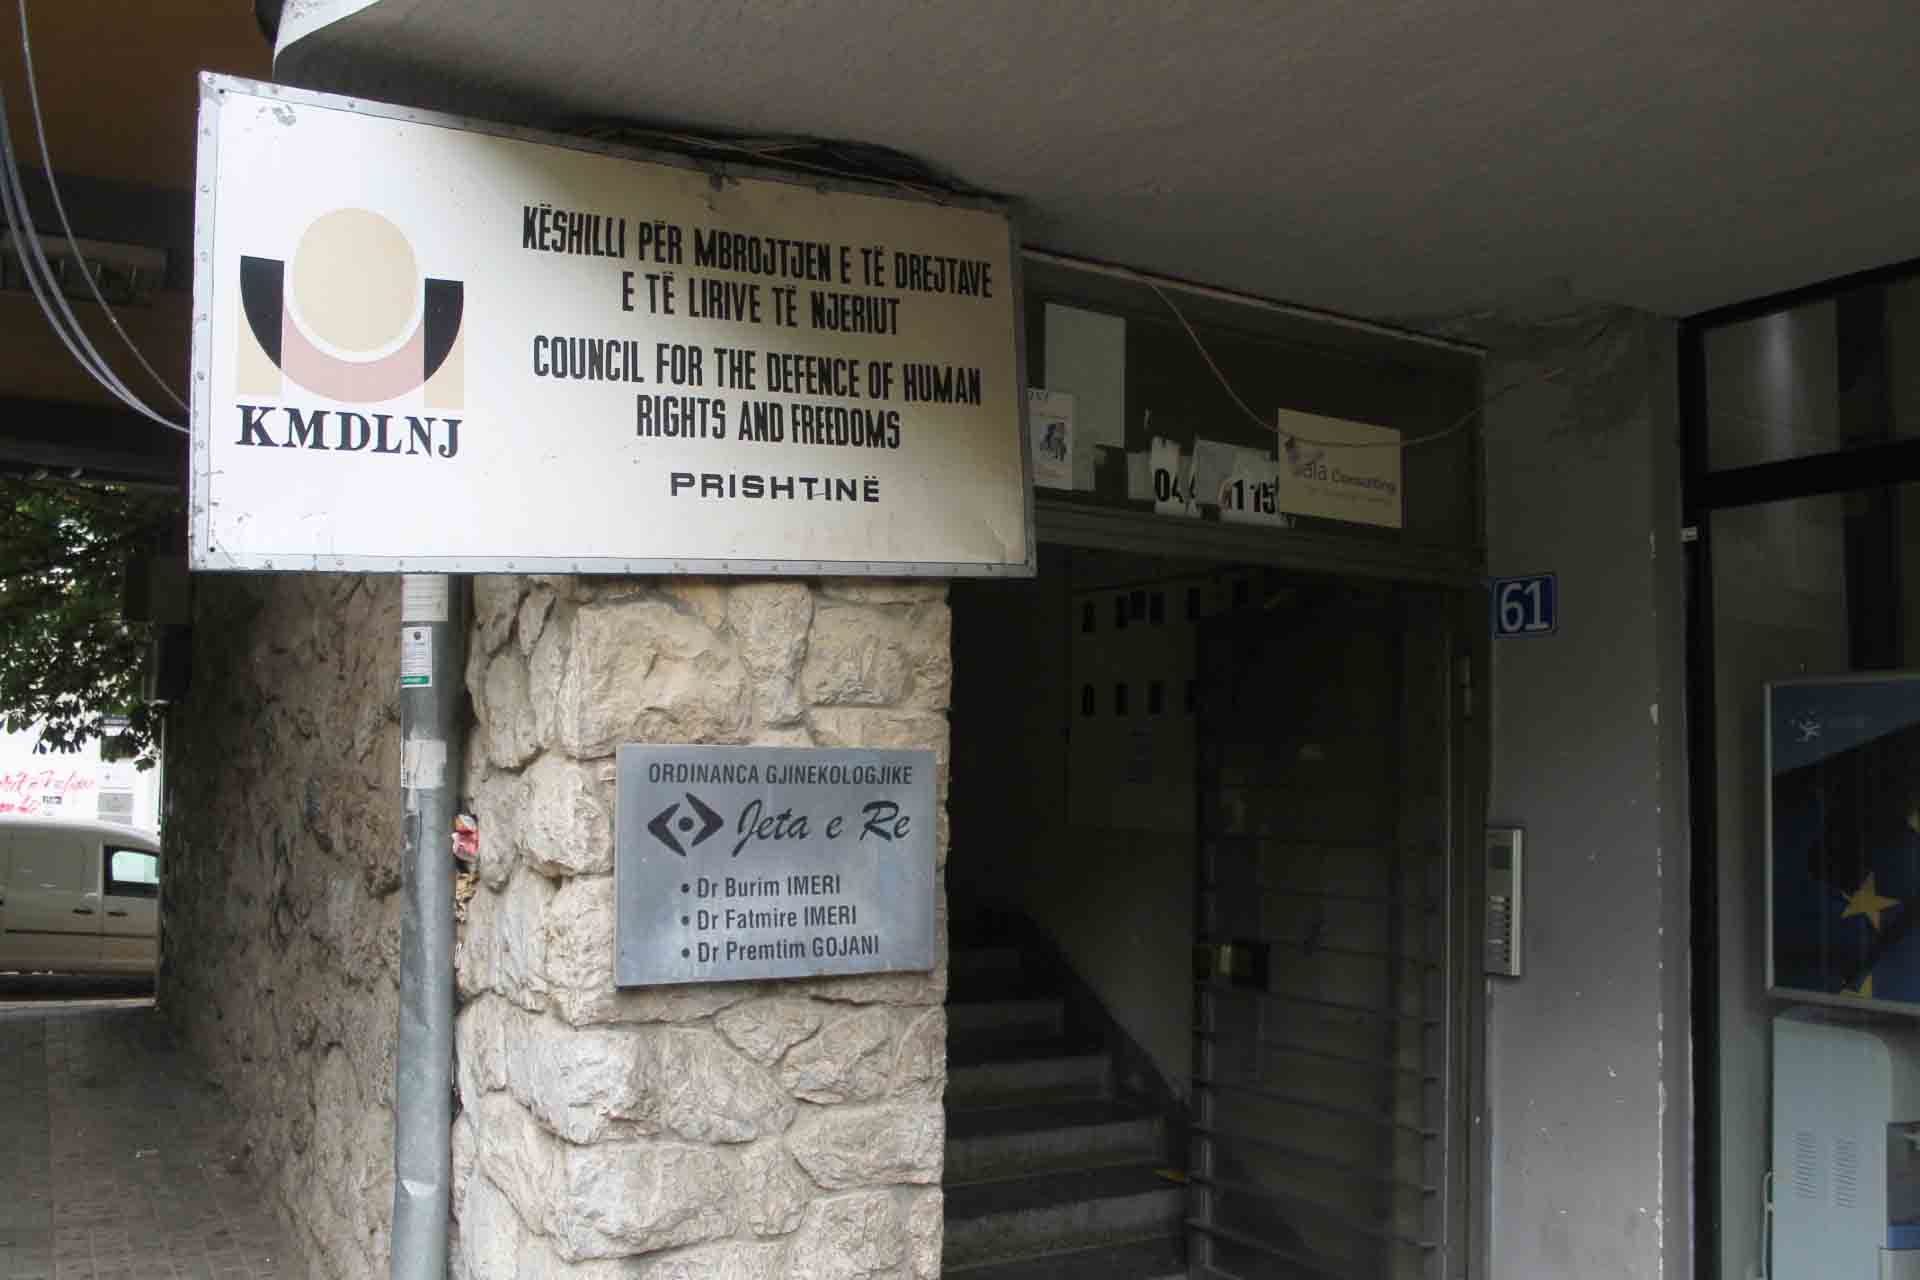 KËSHILLI PËR MBROJTJEN E TË DREJTAVE
E TË LIRIVE TË NJERIUT
COUNCIL FOR THE DEFENCE OF HUMAN
RIGHTS AND FREEDOMS
PRISHTINË
KMDLNJ
Consulting
61
ORDINANCA GJINEKOLOGJIKE
Jeta e Re
• Dr Burim IMERI
• Dr Fatmire IMERI
• Dr Premtim GOJANI